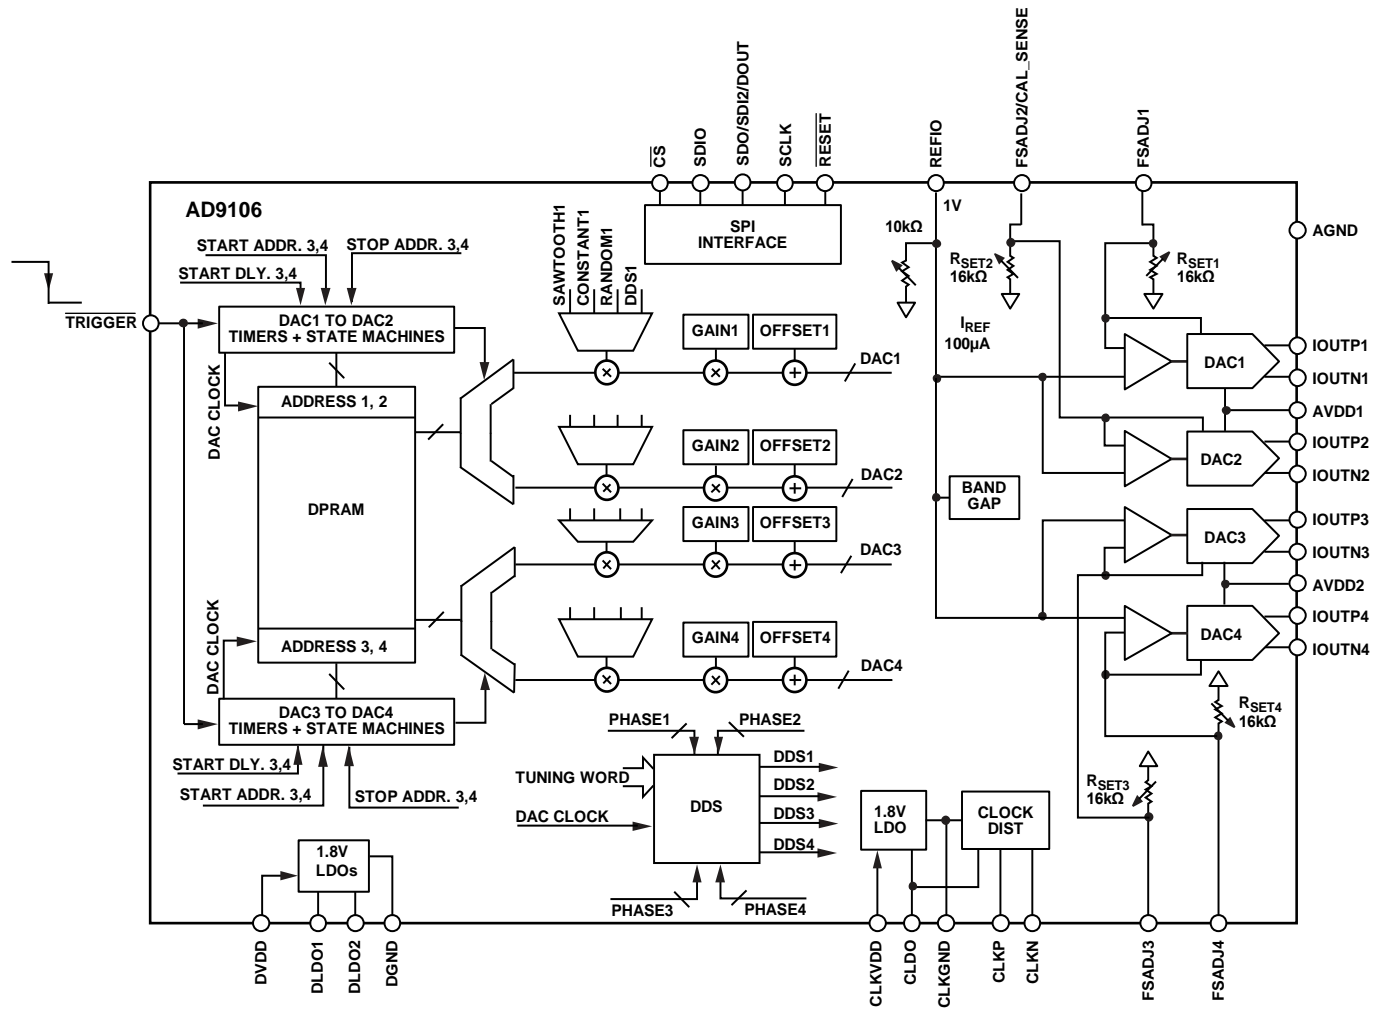 CS
SDIO
SDO/SDI2/DOUT
SCLK
RESET
REFIO
FSADJ2/CAL_SENSE
FSADJ1
AD9106
START ADDR. 3,4
STOP ADDR. 3,4
START DLY. 3,4
TRIGGER
DAC1 TO DAC2
TIMERS + STATE MACHINES
DAC CLOCK
ADDRESS 1, 2
DPRAM
ADDRESS 3, 4
DAC CLOCK
DAC3 TO DAC4
TIMERS + STATE MACHINES
START DLY. 3,4
START ADDR. 3,4
STOP ADDR. 3,4
SPI
INTERFACE
SAWTOOTH1
CONSTANT1
RANDOM1
DDS1
GAIN1
OFFSET1
DAC1
GAIN2
OFFSET2
DAC2
GAIN3
OFFSET3
DAC3
GAIN4
OFFSET4
DAC4
1V
10kΩ
RSET2
16kΩ
RSET1
16kΩ
IREF
100µA
BAND
GAP
DAC1
DAC2
DAC3
DAC4
AGND
IOUTP1
IOUTN1
AVDD1
IOUTP2
IOUTN2
IOUTP3
IOUTN3
AVDD2
IOUTP4
IOUTN4
RSET4
16kΩ
RSET3
16kΩ
PHASE1
PHASE2
TUNING WORD
DAC CLOCK
DDS
DDS1
DDS2
DDS3
DDS4
PHASE3
PHASE4
1.8V
LDOs
1.8V
LDO
CLOCK
DIST
DVDD
DLDO1
DLDO2
DGND
CLKVDD
CLDO
CLKGND
CLKP
CLKN
FSADJ3
FSADJ4